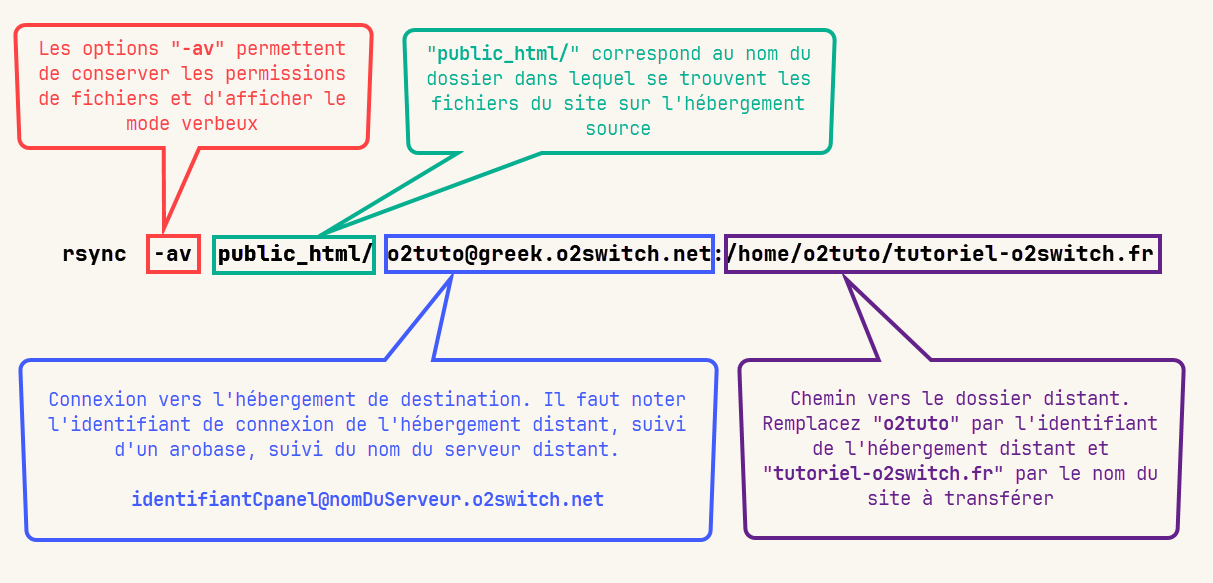 Les options "-av" permettent
de conserver les permissions
de fichiers et d'afficher le
mode verbeux
"public_html/" correspond au nom du
dossier dans lequel se trouvent les
fichiers du site sur l'hébergement
source
rsync -av public_html/ o2tuto@greek.o2switch.net:/home/o2tuto/tutoriel-o2switch.fr
Connexion vers l'hébergement de destination. Il faut noter
l'identifiant de connexion de l'hébergement distant, suivi
d'un arobase, suivi du nom du serveur distant.
identifiantCpanel@nomDuServeur.o2switch.net
Chemin vers le dossier distant.
Remplacez "o2tuto" par l'identifiant
de l'hébergement distant et
"tutoriel-o2switch.fr" par le nom du
site à transférer